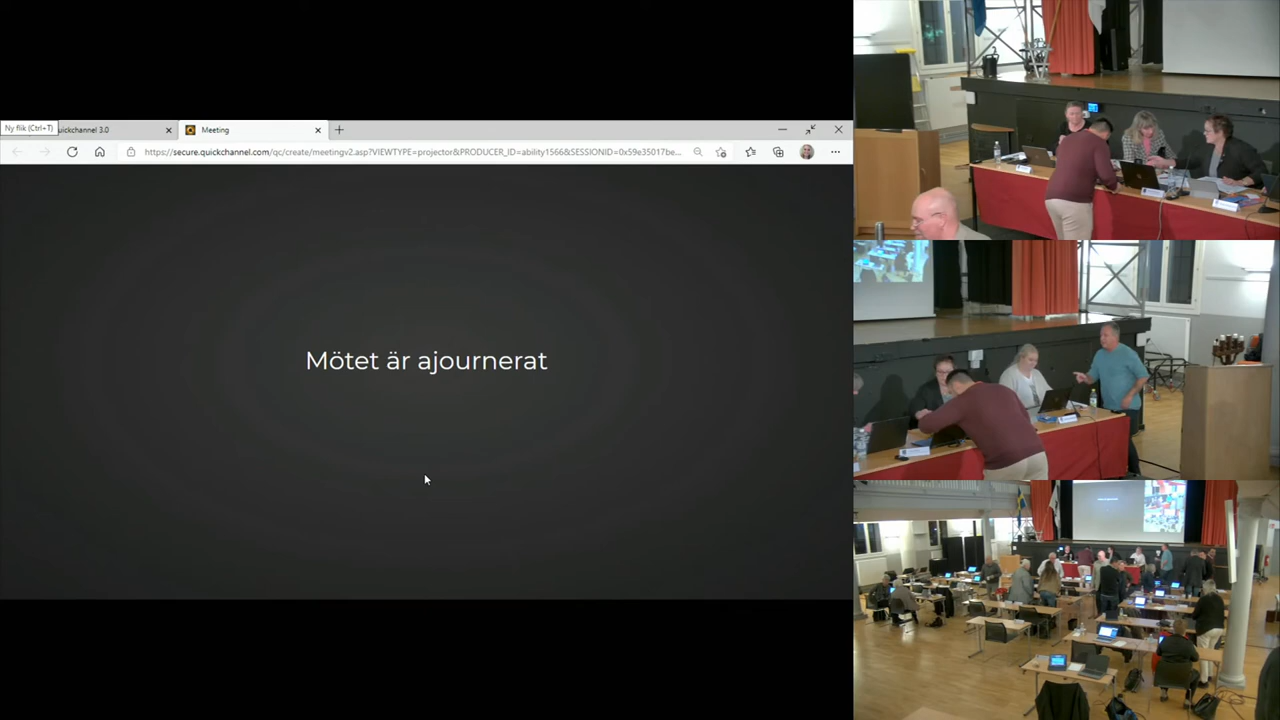 Ny flik (Ctrl+T)
uickchannel 3.0
Meeting
https://secure.quickchannel.com/qc/create/meetingv2.asp?VIEWTYPE=projector&PRODUCER_ID=ability1566&SESSIONID=0x59e35017be...
Mötet är ajournerat